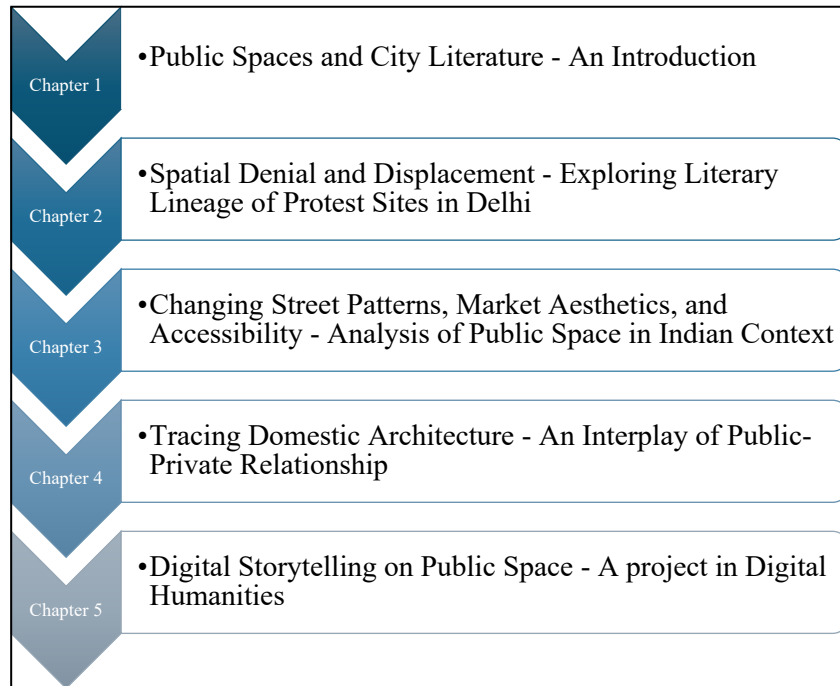 Chapter 1
•Public Spaces and City Literature - An Introduction
Chapter 2
•Spatial Denial and Displacement - Exploring Literary
Lineage of Protest Sites in Delhi
Chapter 3
•Changing Street Patterns, Market Aesthetics, and
Accessibility - Analysis of Public Space in Indian Context
Chapter 4
•Tracing Domestic Architecture - An Interplay of Public-
Private Relationship
Chapter 5
•Digital Storytelling on Public Space - A project in Digital
Humanities